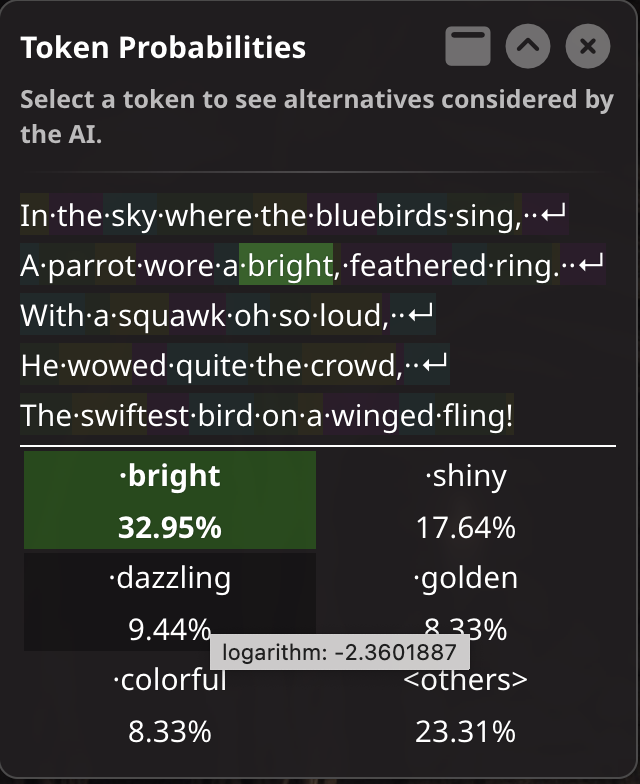 Token Probabilities
Select a token to see alternatives considered by
the AI.
In·the·sky·where·the·bluebirds·sing,··↵
A·parrot·wore·a·bright,·feathered·ring.··↵
With·a·squawk·oh·so·loud,··↵
He·wowed·quite·the·crowd,··↵
The·swiftest·bird·on·a·winged·fling!
·bright ·shiny
32.95% 17.64%
·dazzling ·golden
9.44% 8.33%
logarithm: -2.3601887
·colorful <others>
8.33% 23.31%